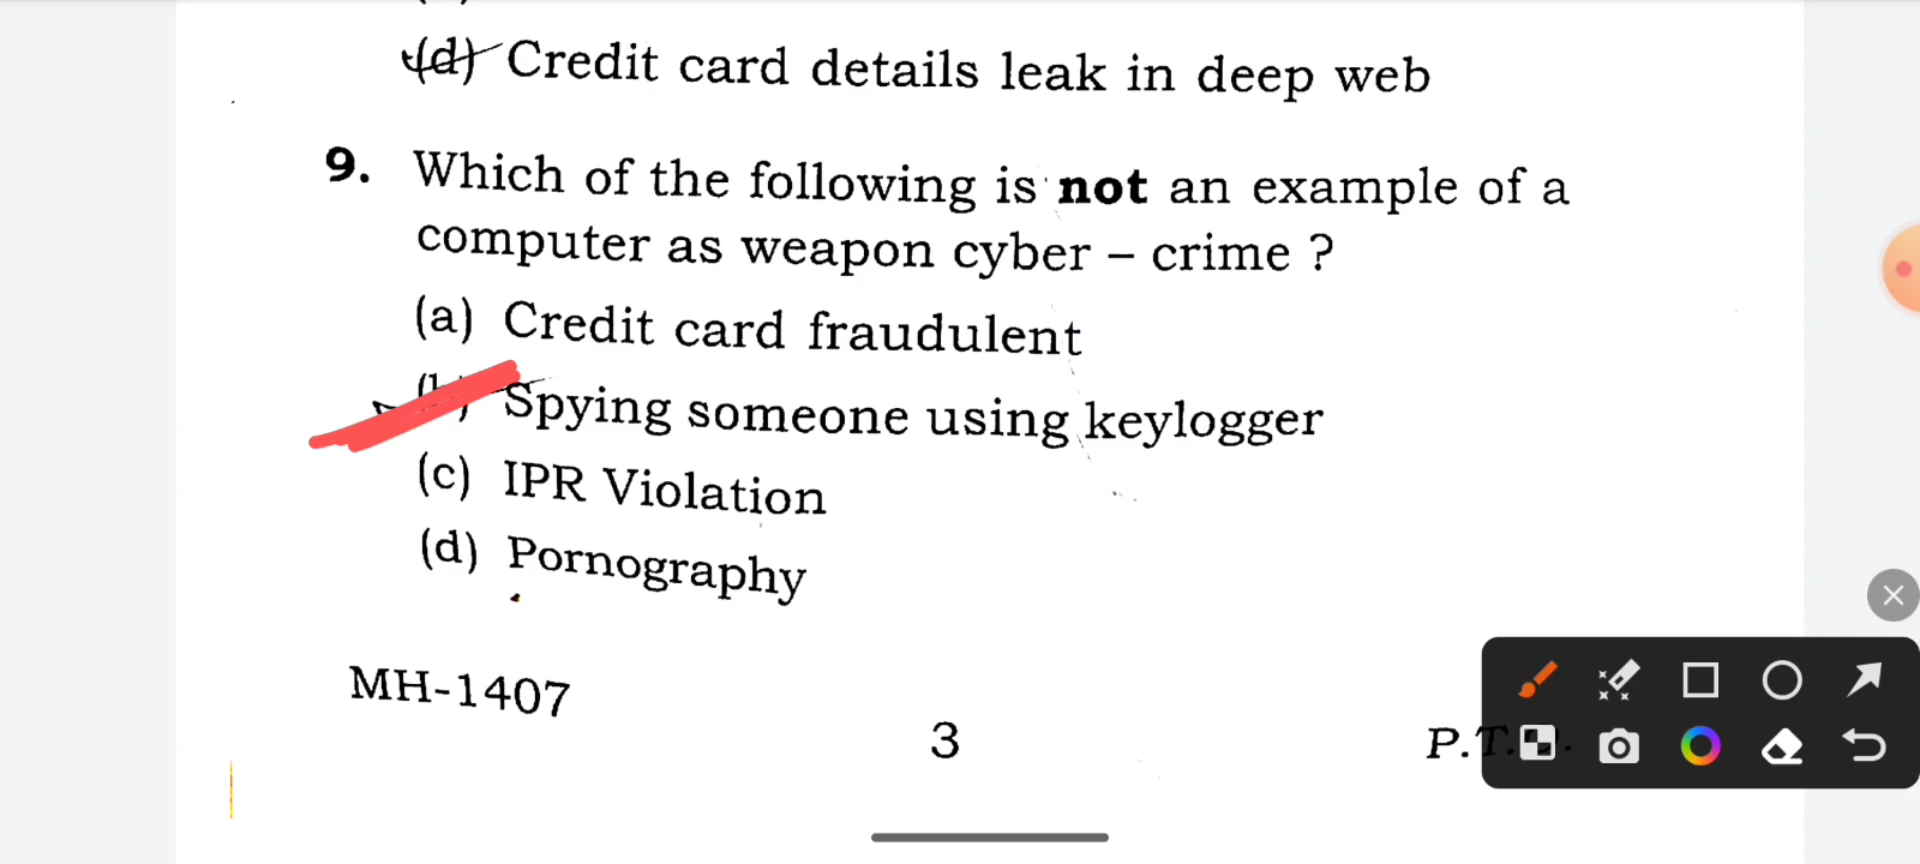 (d) Credit card details leak in deep web
9. Which of the following is not an example of a
computer as weapon cyber – crime ?
(a) Credit card fraudulent
Spying someone using keylogger
(c) IPR Violation
(d) Pornography
MH-1407
3
P.T.